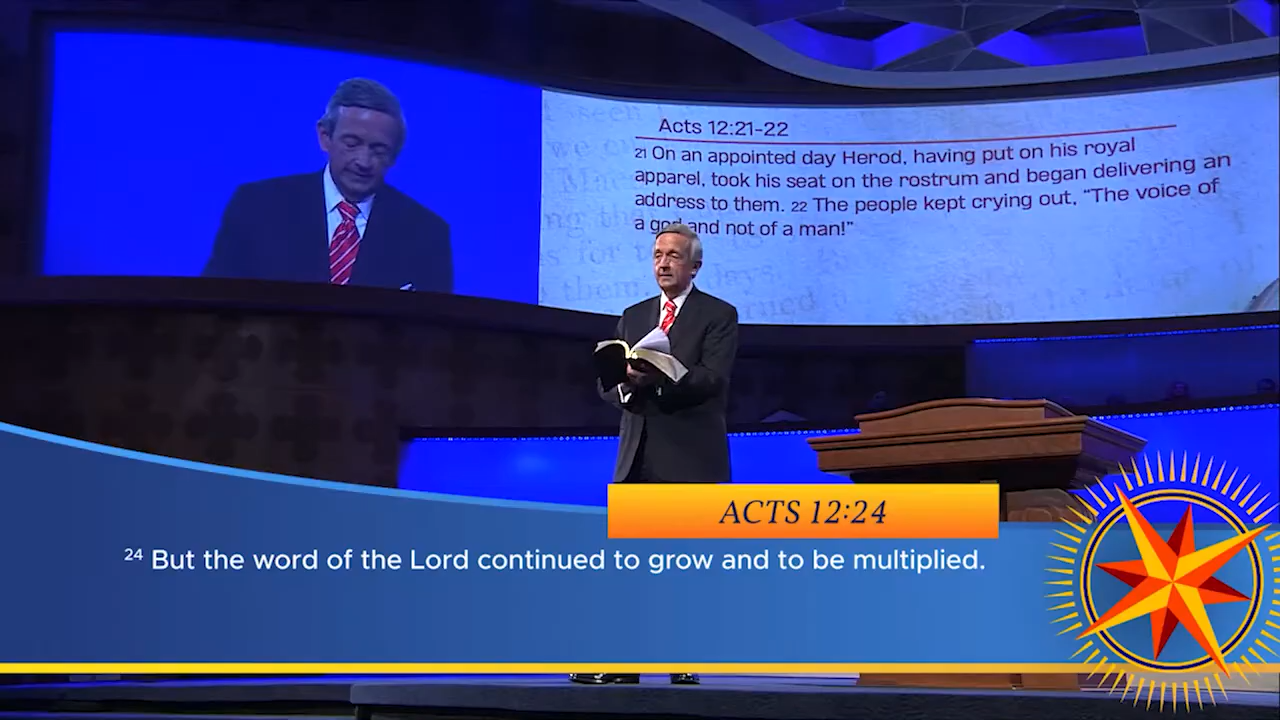 Acts 12:21-22
21 On an appointed day Herod, having put on his royal
apparel, took his seat on the rostrum and began delivering an
address to them. 22 The people kept crying out, “The voice of
a god and not of a man!”
ACTS 12:24
24 But the word of the Lord continued to grow and to be multiplied.